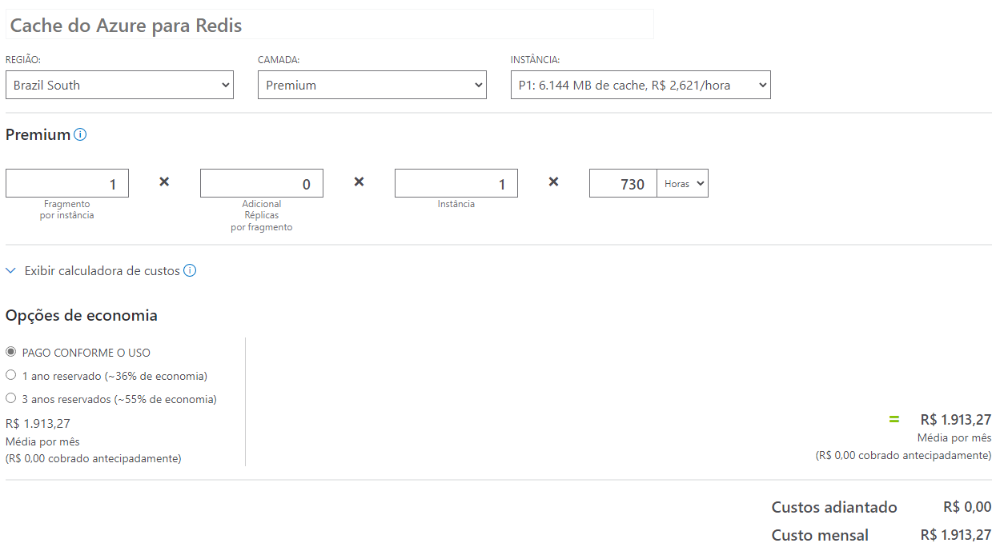 Cache do Azure para Redis
REGIÃO:
CAMADA:
INSTÂNCIA:
Brazil South
Premium
P1: 6.144 MB de cache, R$ 2,621/hora
Premium
1
×
0
×
1
×
730
Horas
Fragmento
por instância
Adicional
Réplicas
por fragmento
Instância
Exibir calculadora de custos
Opções de economia
PAGO CONFORME O USO
1 ano reservado (~36% de economia)
3 anos reservados (~55% de economia)
R$ 1.913,27
Média por mês
(R$ 0,00 cobrado antecipadamente)
= R$ 1.913,27
Média por mês
(R$ 0,00 cobrado antecipadamente)
Custos adiantado R$ 0,00
Custo mensal R$ 1.913,27